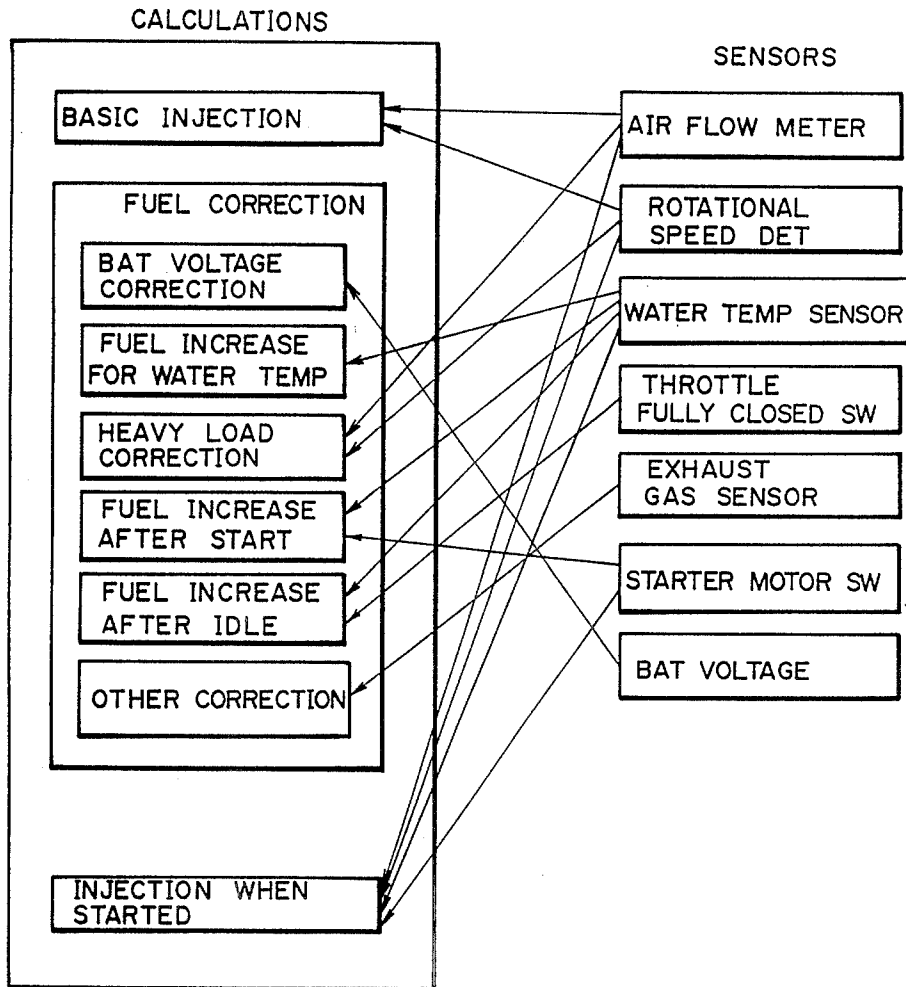 CALCULATIONS
BASIC INJECTION
FUEL CORRECTION
BAT VOLTAGE
CORRECTION
FUEL INCREASE
FOR WATER TEMP
HEAVY LOAD
CORRECTION
FUEL INCREASE
AFTER START
FUEL INCREASE
AFTER IDLE
OTHER CORRECTION
INJECTION WHEN
STARTED
SENSORS
AIR FLOW METER
ROTATIONAL
SPEED DET
WATER TEMP SENSOR
THROTTLE
FULLY CLOSED SW
EXHAUST
GAS SENSOR
STARTER MOTOR SW
BAT VOLTAGE